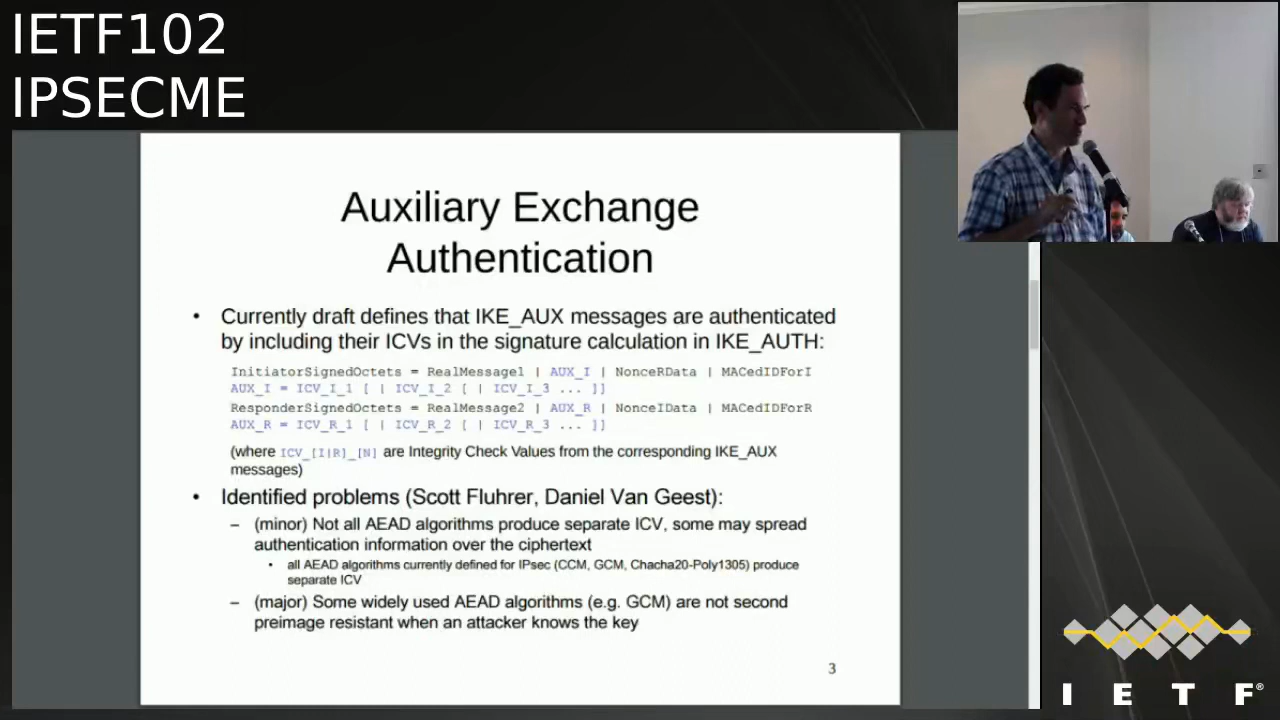 IETF102
IPSECME
Auxiliary Exchange
Authentication
• Currently draft defines that IKE_AUX messages are authenticated
by including their ICVs in the signature calculation in IKE_AUTH:
InitiatorSignedOctets = RealMessage1 | AUX_I | NonceRData | MACedIDForI
AUX_I = ICV_I_1 [ | ICV_I_2 [ | ICV_I_3 ... ]]
ResponderSignedOctets = RealMessage2 | AUX_R | NonceIData | MACedIDForR
AUX_R = ICV_R_1 [ | ICV_R_2 [ | ICV_R_3 ... ]]
(where ICV_[I|R]_[N] are Integrity Check Values from the corresponding IKE_AUX
messages)
• Identified problems (Scott Fluhrer, Daniel Van Geest):
– (minor) Not all AEAD algorithms produce separate ICV, some may spread
authentication information over the ciphertext
• all AEAD algorithms currently defined for IPsec (CCM, GCM, Chacha20-Poly1305) produce
separate ICV
– (major) Some widely used AEAD algorithms (e.g. GCM) are not second
preimage resistant when an attacker knows the key
3
I E T F®